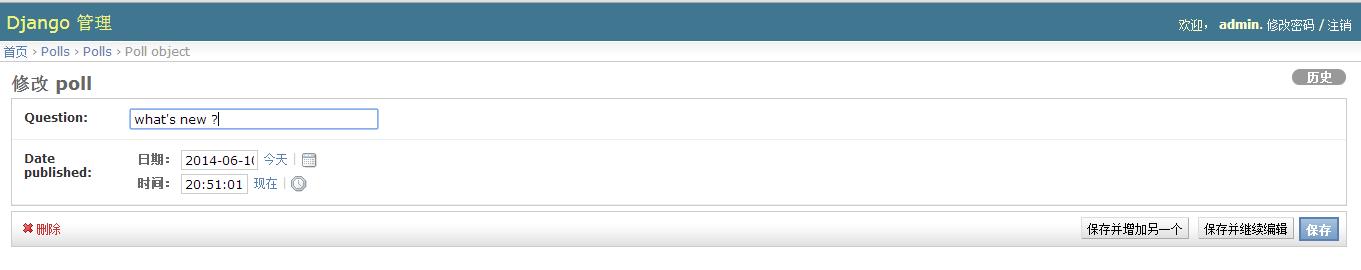 Django 管理
欢迎， admin. 修改密码 / 注销
首页 › Polls › Polls › Poll object
修改 poll
历史
Question: what's new ?
Date published:
日期： 2014-06-10 今天
时间： 20:51:01 现在
删除
保存并增加另一个 保存并继续编辑 保存